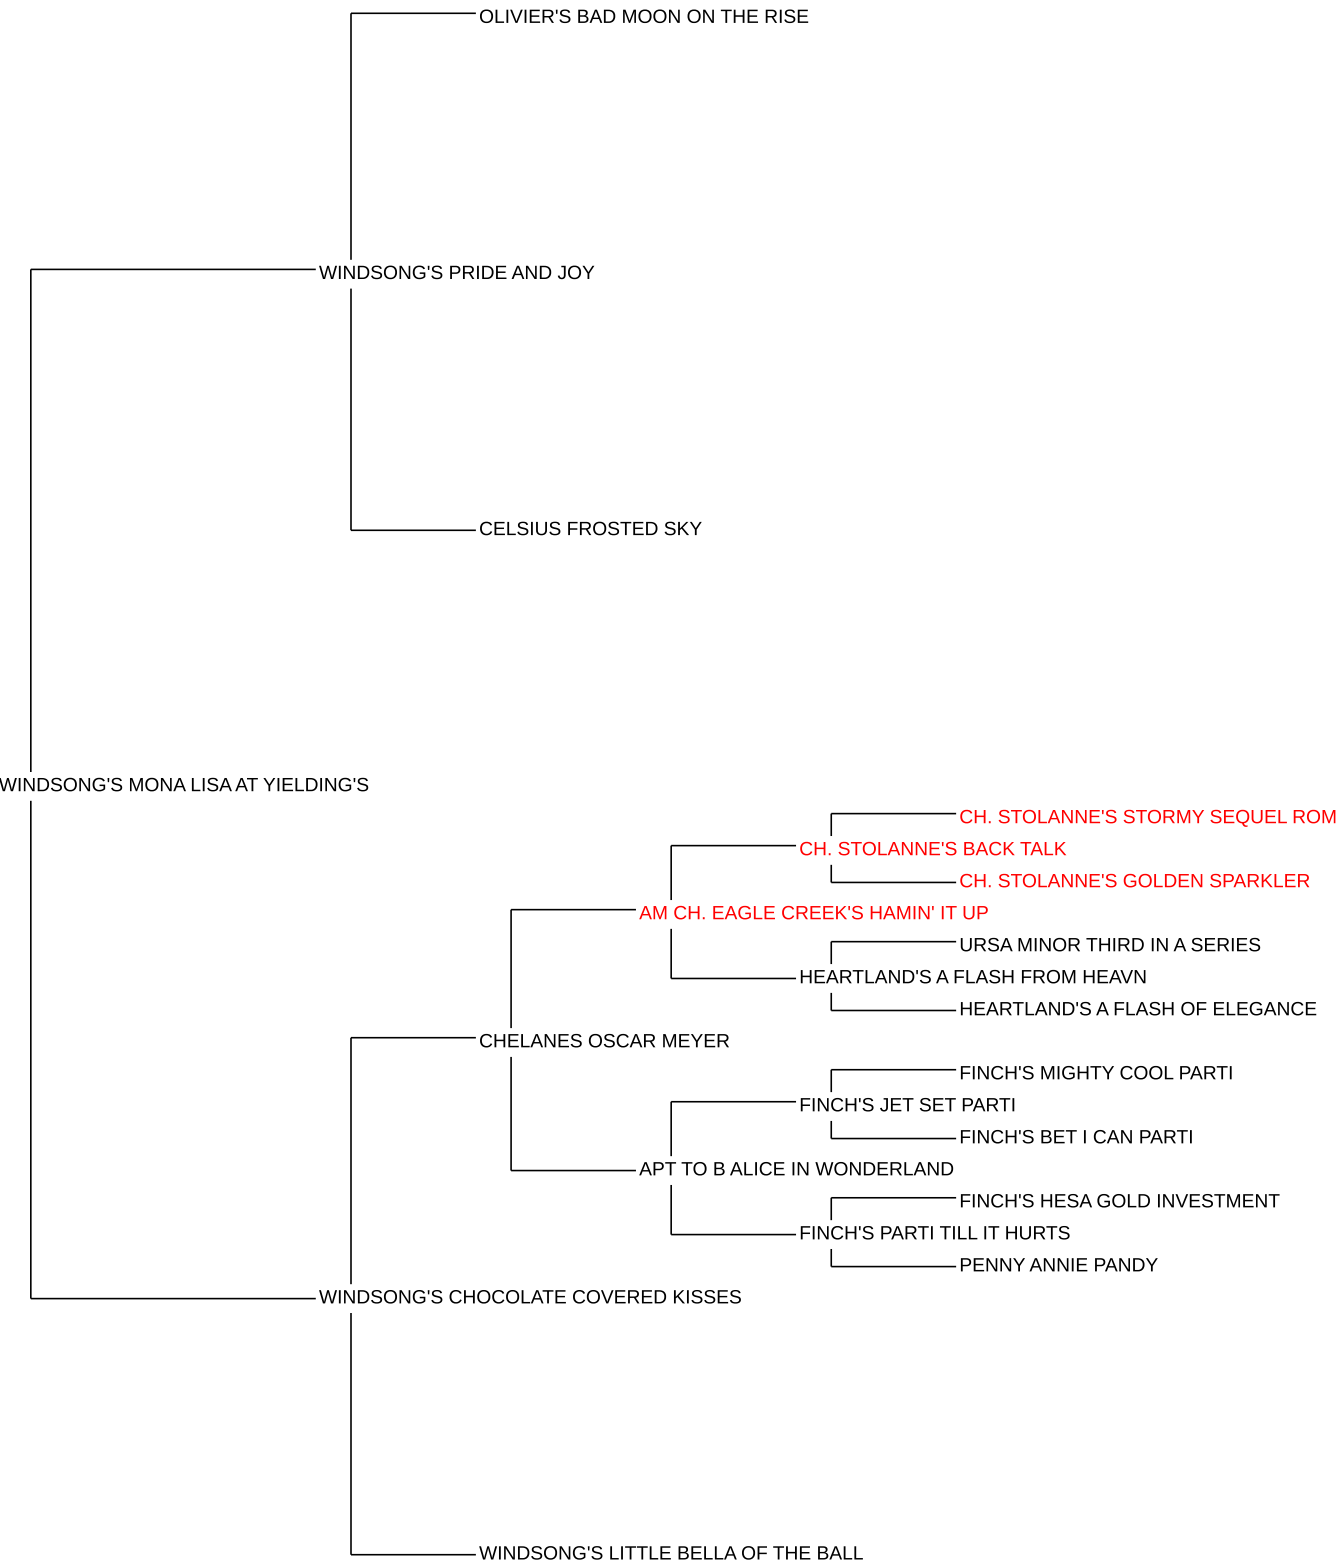 OLIVIER'S BAD MOON ON THE RISE
WINDSONG'S PRIDE AND JOY
CELSIUS FROSTED SKY
WINDSONG'S MONA LISA AT YIELDING'S
CH. STOLANNE'S STORMY SEQUEL ROM
CH. STOLANNE'S BACK TALK
CH. STOLANNE'S GOLDEN SPARKLER
AM CH. EAGLE CREEK'S HAMIN' IT UP
URSA MINOR THIRD IN A SERIES
HEARTLAND'S A FLASH FROM HEAVN
HEARTLAND'S A FLASH OF ELEGANCE
CHELANES OSCAR MEYER
FINCH'S MIGHTY COOL PARTI
FINCH'S JET SET PARTI
FINCH'S BET I CAN PARTI
APT TO B ALICE IN WONDERLAND
FINCH'S HESA GOLD INVESTMENT
FINCH'S PARTI TILL IT HURTS
PENNY ANNIE PANDY
WINDSONG'S CHOCOLATE COVERED KISSES
WINDSONG'S LITTLE BELLA OF THE BALL